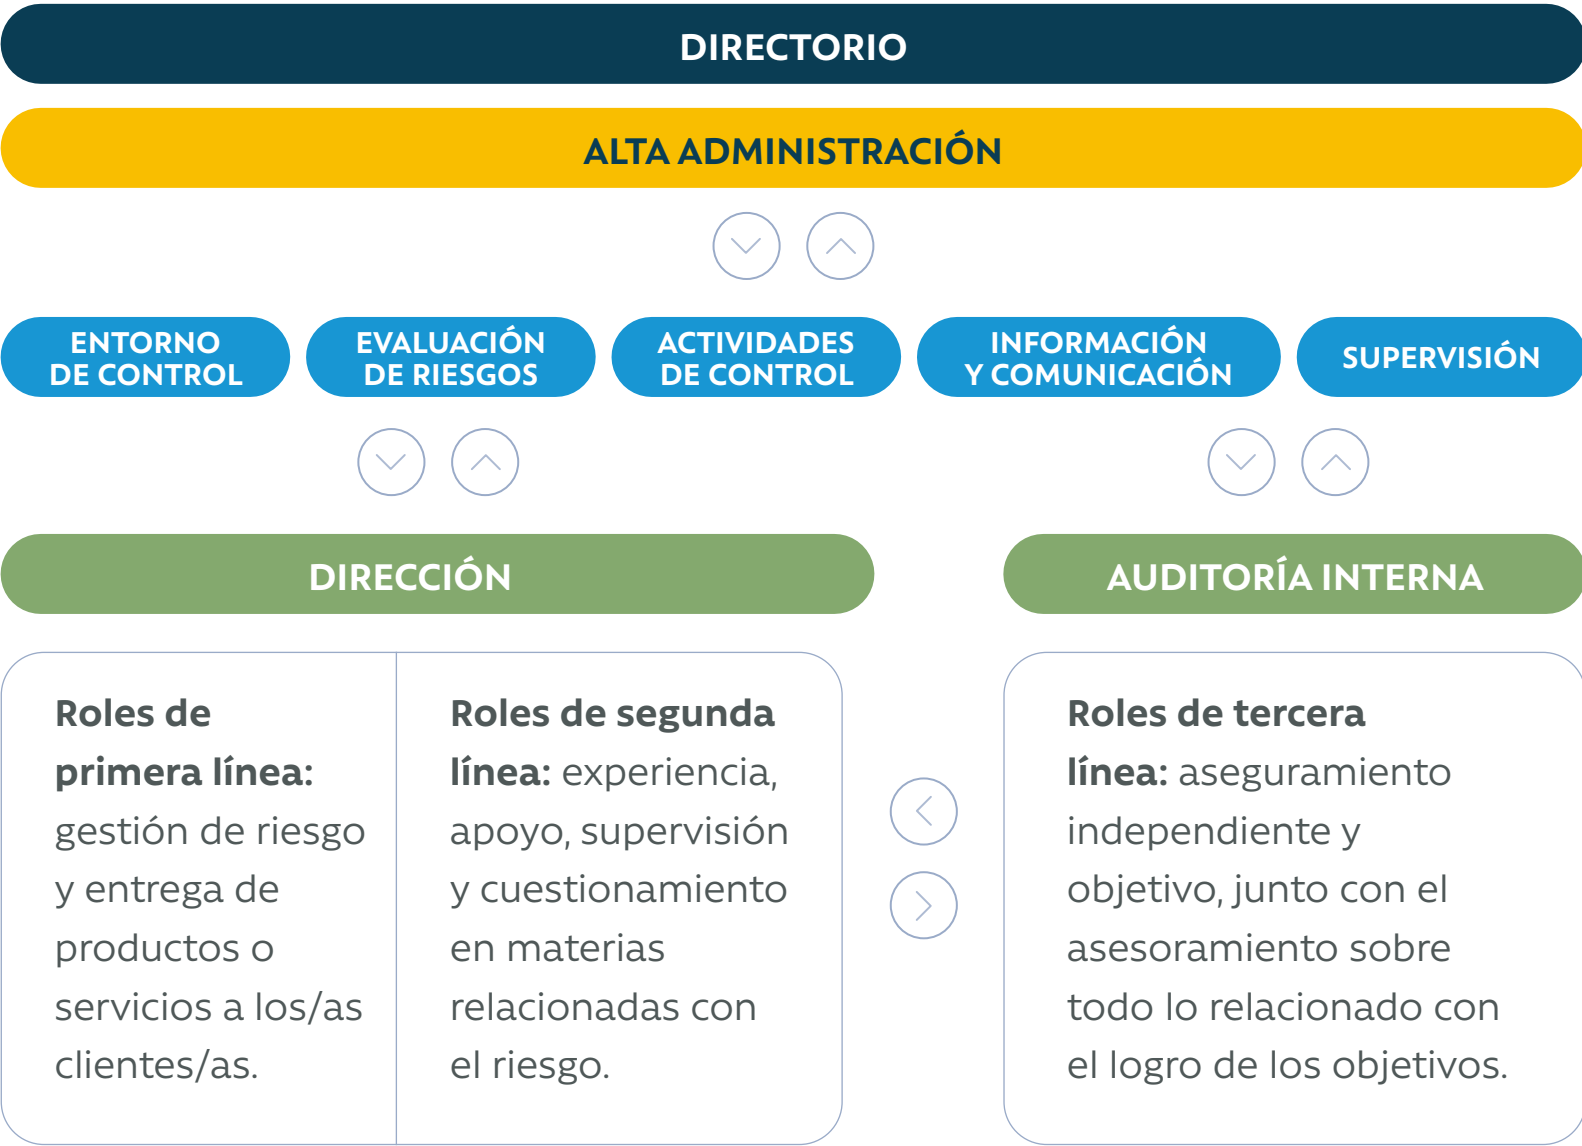 DIRECTORIO
ALTA ADMINISTRACIÓN
ENTORNO
DE CONTROL
EVALUACIÓN
DE RIESGOS
ACTIVIDADES
DE CONTROL
INFORMACIÓN
Y COMUNICACIÓN
SUPERVISIÓN
DIRECCIÓN
AUDITORÍA INTERNA
Roles de
primera línea:
gestión de riesgo
y entrega de
productos o
servicios a los/as
clientes/as.
Roles de segunda
línea: experiencia,
apoyo, supervisión
y cuestionamiento
en materias
relacionadas con
el riesgo.
Roles de tercera
línea: aseguramiento
independiente y
objetivo, junto con el
asesoramiento sobre
todo lo relacionado con
el logro de los objetivos.